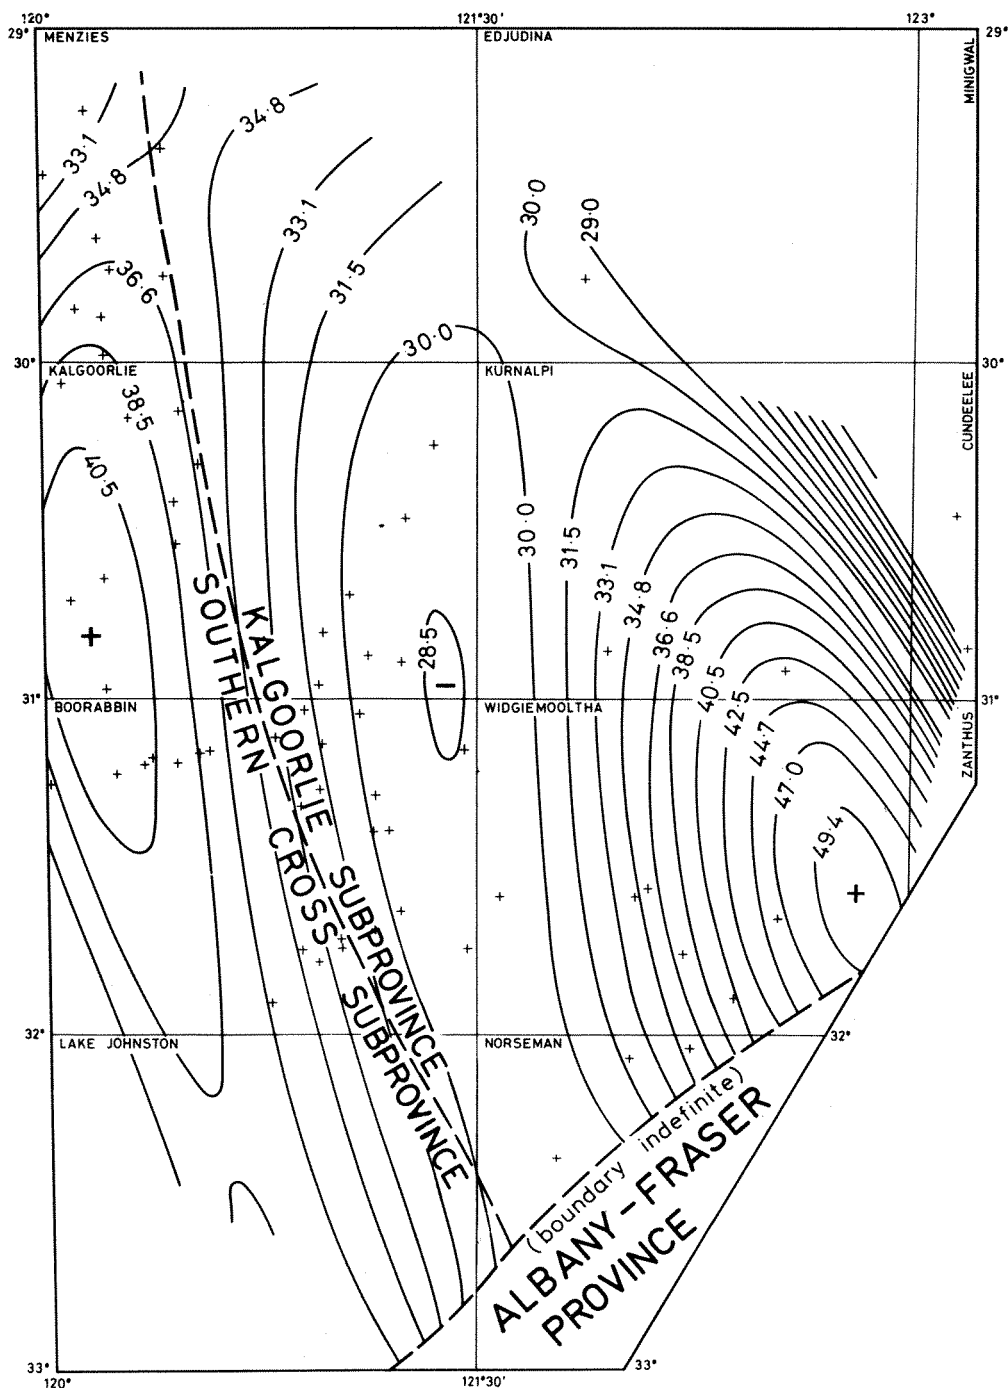 120° 121°30' 123°
29° MENZIES EDJUDINA MINIGWAL 29°
34·8
33·1
34·8
33·1
30·0
29·0
36·6
31·5
30·0
30° KALGOORLIE KURNALPI CUNDEELEE 30°
38·5
40·5
30·0
31·5
33·1
34·8
36·6
38·5
40·5
42·5
44·7
47·0
49·4
28·5
31° BOORABBIN WIDGIEMOOLTHA ZANTHUS
KALGOORLIE SUBPROVINCE
SOUTHERN CROSS SUBPROVINCE
32° LAKE JOHNSTON NORSEMAN 32°
(boundary indefinite)
ALBANY – FRASER
PROVINCE
33° 33°
120° 121°30'